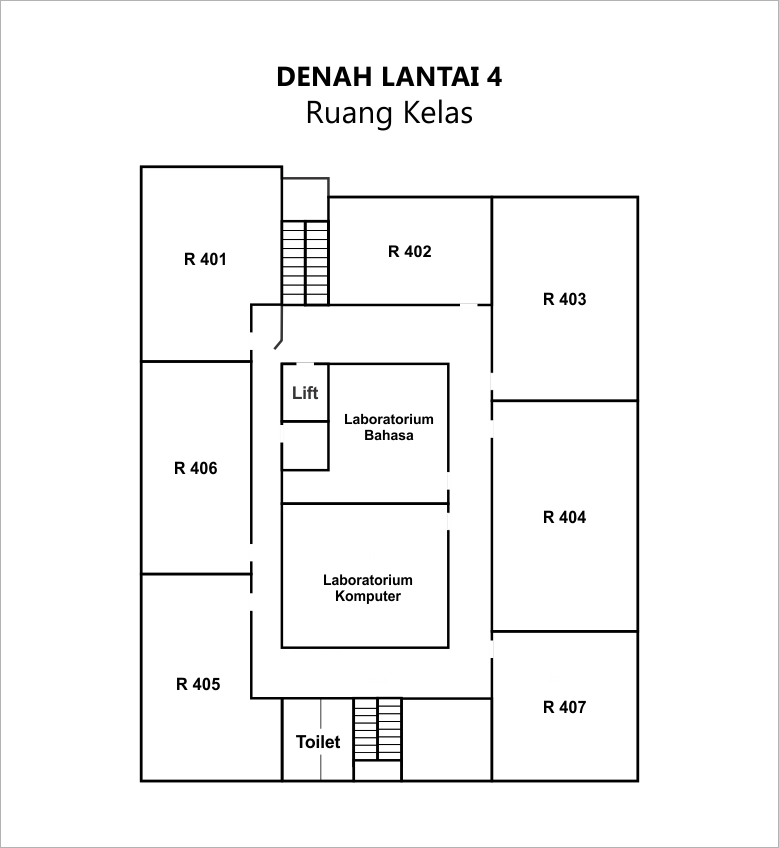 DENAH LANTAI 4
Ruang Kelas
R 401
R 402
R 403
Lift
Laboratorium
Bahasa
R 406
R 404
Laboratorium
Komputer
R 405
R 407
Toilet